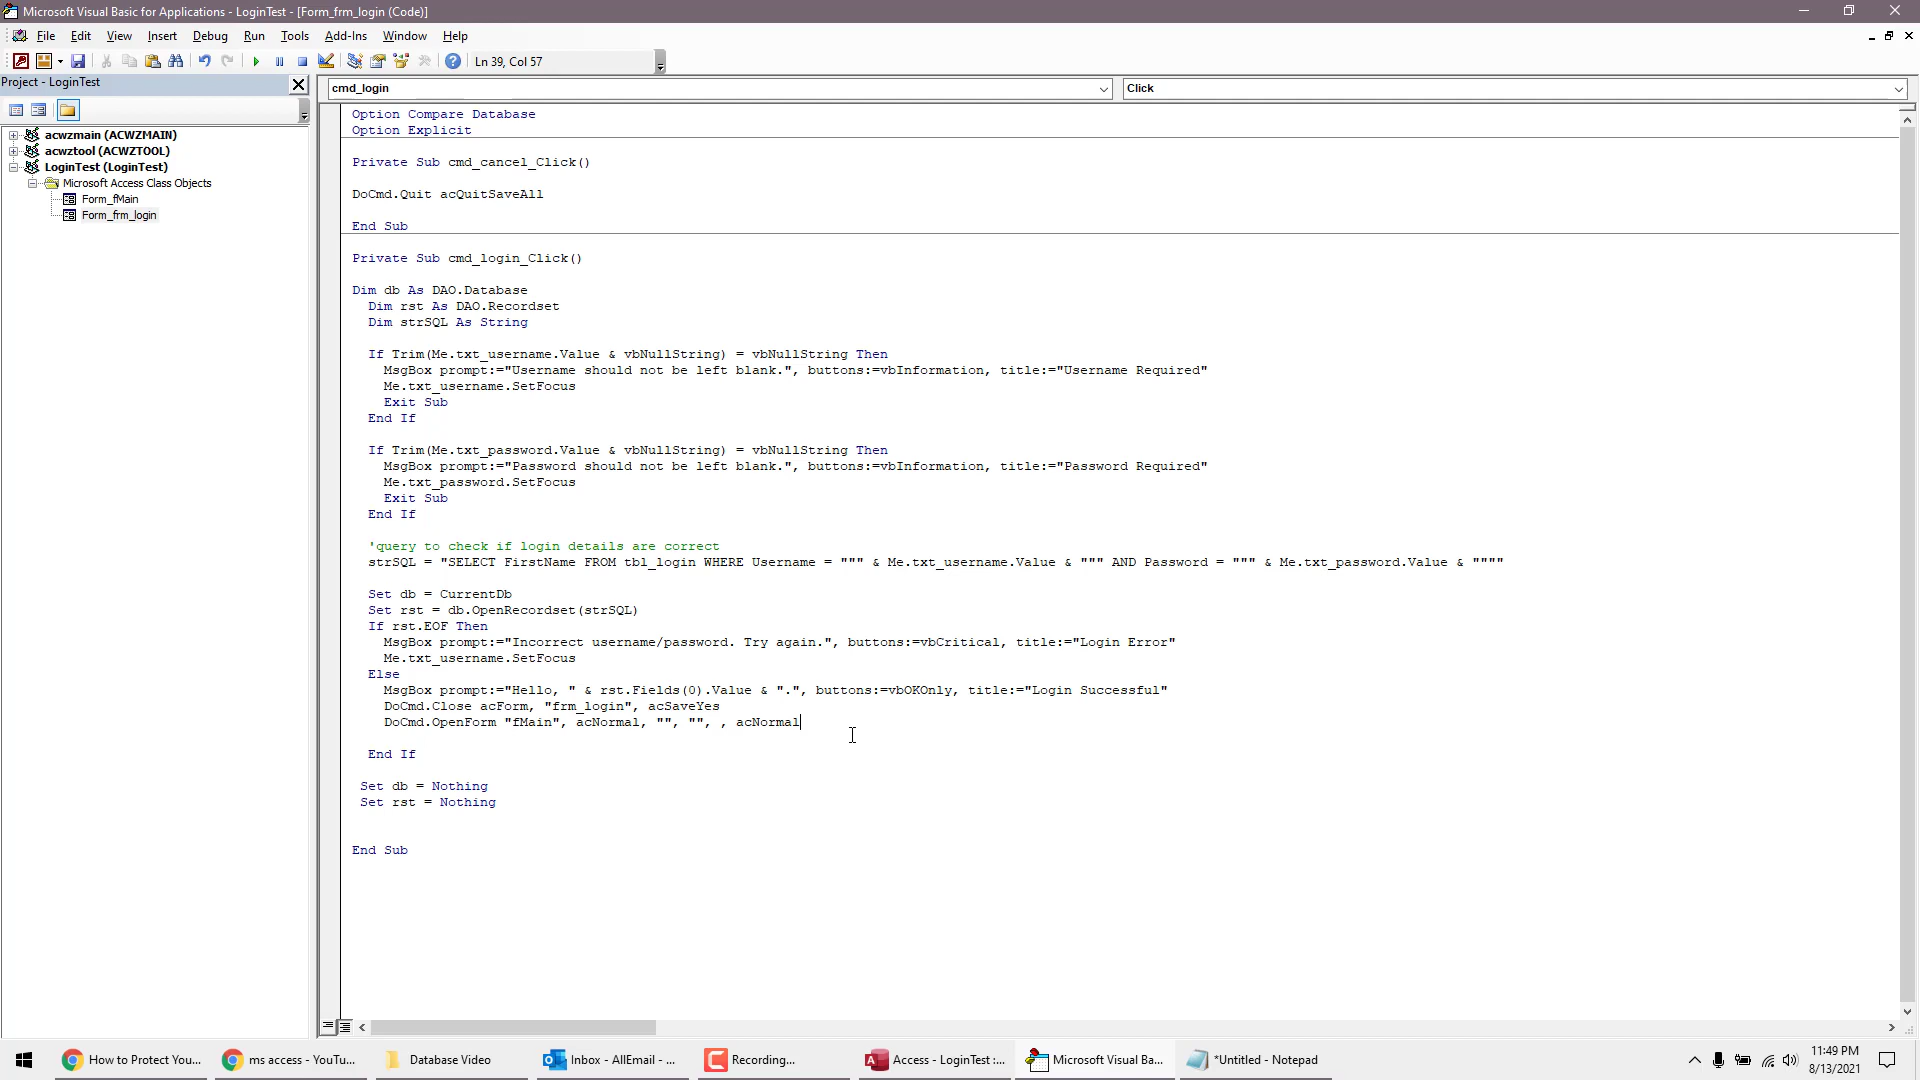 Microsoft Visual Basic for Applications - LoginTest - [Form_frm_login (Code)]
File Edit View Insert Debug Run Tools Add-Ins Window Help
Ln 39, Col 57
Project - LoginTest
cmd_login
Click
acwzmain (ACWZMAIN)
acwztool (ACWZTOOL)
LoginTest (LoginTest)
Microsoft Access Class Objects
Form_fMain
Form_frm_login
Option Compare Database
Option Explicit
Private Sub cmd_cancel_Click()
DoCmd.Quit acQuitSaveAll
End Sub
Private Sub cmd_login_Click()
Dim db As DAO.Database
Dim rst As DAO.Recordset
Dim strSQL As String
If Trim(Me.txt_username.Value & vbNullString) = vbNullString Then
MsgBox prompt:="Username should not be left blank.", buttons:=vbInformation, title:="Username Required"
Me.txt_username.SetFocus
Exit Sub
End If
If Trim(Me.txt_password.Value & vbNullString) = vbNullString Then
MsgBox prompt:="Password should not be left blank.", buttons:=vbInformation, title:="Password Required"
Me.txt_password.SetFocus
Exit Sub
End If
'query to check if login details are correct
strSQL = "SELECT FirstName FROM tbl_login WHERE Username = """ & Me.txt_username.Value & """ AND Password = """ & Me.txt_password.Value & """"
Set db = CurrentDb
Set rst = db.OpenRecordset(strSQL)
If rst.EOF Then
MsgBox prompt:="Incorrect username/password. Try again.", buttons:=vbCritical, title:="Login Error"
Me.txt_username.SetFocus
Else
MsgBox prompt:="Hello, " & rst.Fields(0).Value & ".", buttons:=vbOKOnly, title:="Login Successful"
DoCmd.Close acForm, "frm_login", acSaveYes
DoCmd.OpenForm "fMain", acNormal, "", "", , acNormal
End If
Set db = Nothing
Set rst = Nothing
End Sub
How to Protect You...
ms access - YouTu...
Database Video
Inbox - AllEmail - ...
Recording...
Access - LoginTest :...
Microsoft Visual Ba...
*Untitled - Notepad
11:49 PM
8/13/2021